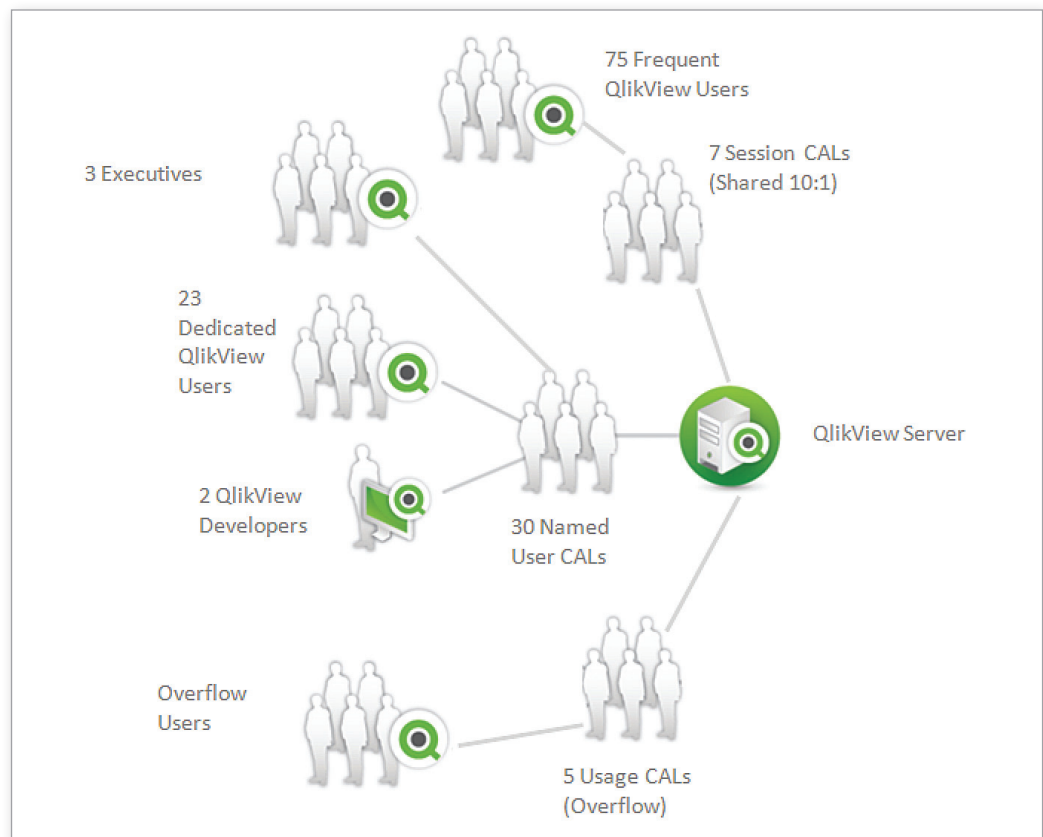 75 Frequent
QlikView Users
7 Session CALs
(Shared 10:1)
3 Executives
23
Dedicated
QlikView
Users
QlikView Server
2 QlikView
Developers
30 Named
User CALs
Overflow
Users
5 Usage CALs
(Overflow)